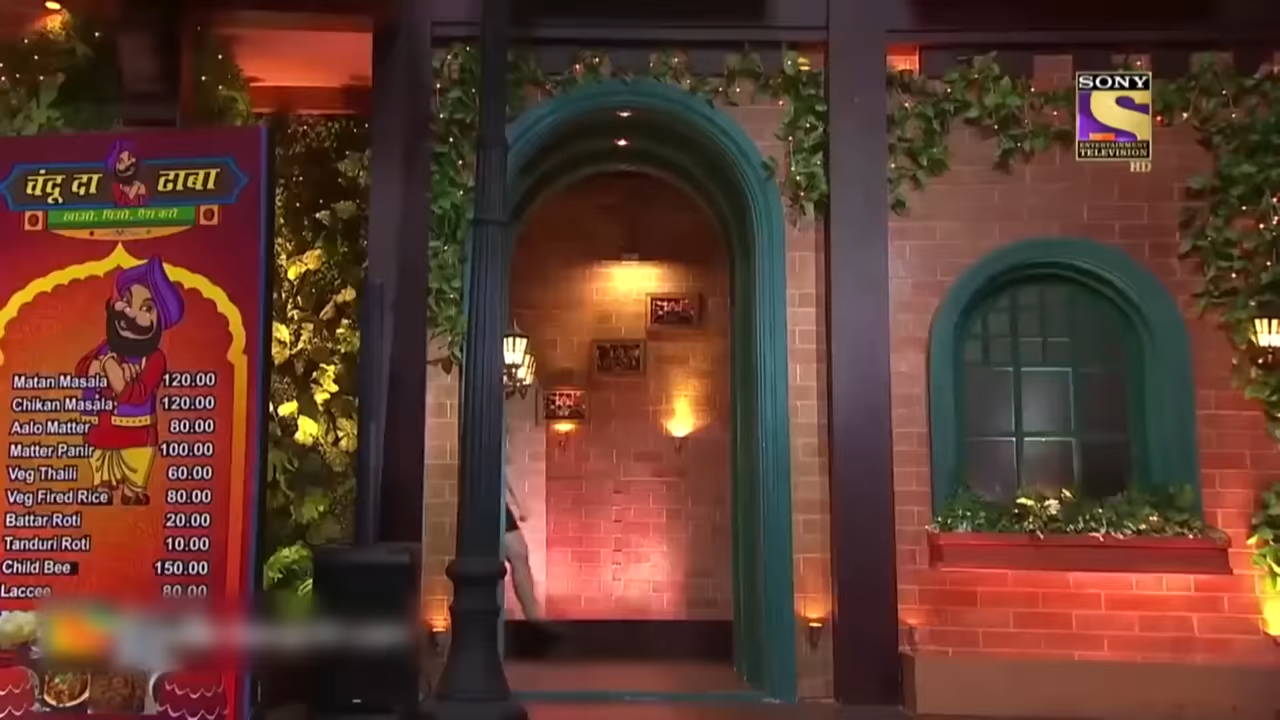 चंदू दा ढाबा
खाओ, पिओ, ऐश करो
Matan Masala 120.00
Chikan Masala 120.00
Aalo Matter 80.00
Matter Panir 100.00
Veg Thaili 60.00
Veg Fired Rice 80.00
Battar Roti 20.00
Tanduri Roti 10.00
Child Bee 150.00
Laccee 80.00
SONY
ENTERTAINMENT
TELEVISION
HD